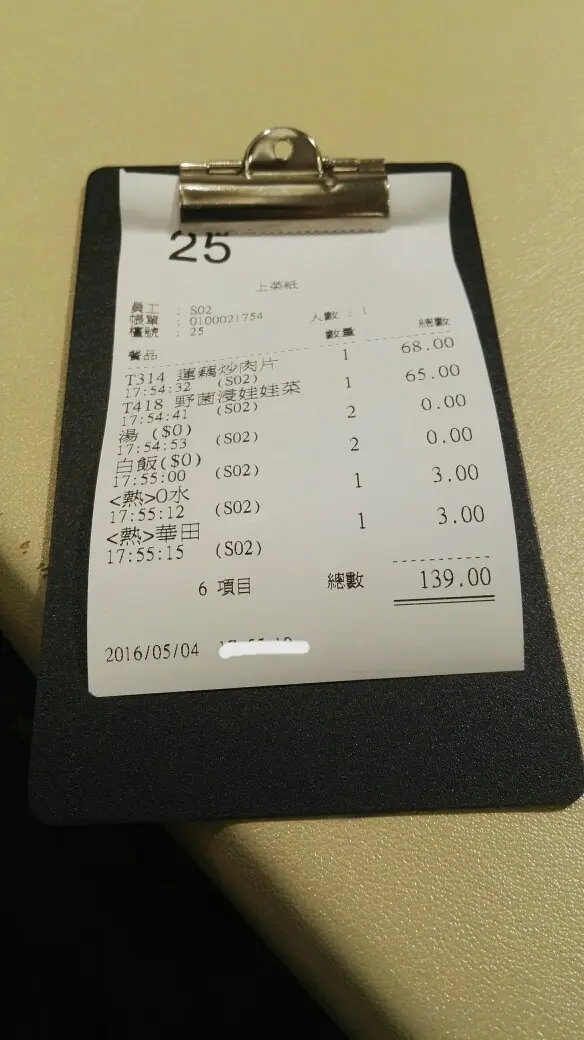 25
上菜紙
員工 : S02
帳單 : 0100021754 人數 : 1
檯號 : 25
餐品 數量 總數
T314 蓮藕炒肉片 1 68.00
17:54:32 (S02)
T418 野菌浸娃娃菜 1 65.00
17:54:41 (S02)
湯 ($0) 2 0.00
17:54:53 (S02)
白飯($0) 2 0.00
17:55:00 (S02)
<熱>O水 1 3.00
17:55:12 (S02)
<熱>華田 1 3.00
17:55:15 (S02)
6 項目 總數 139.00
2016/05/04